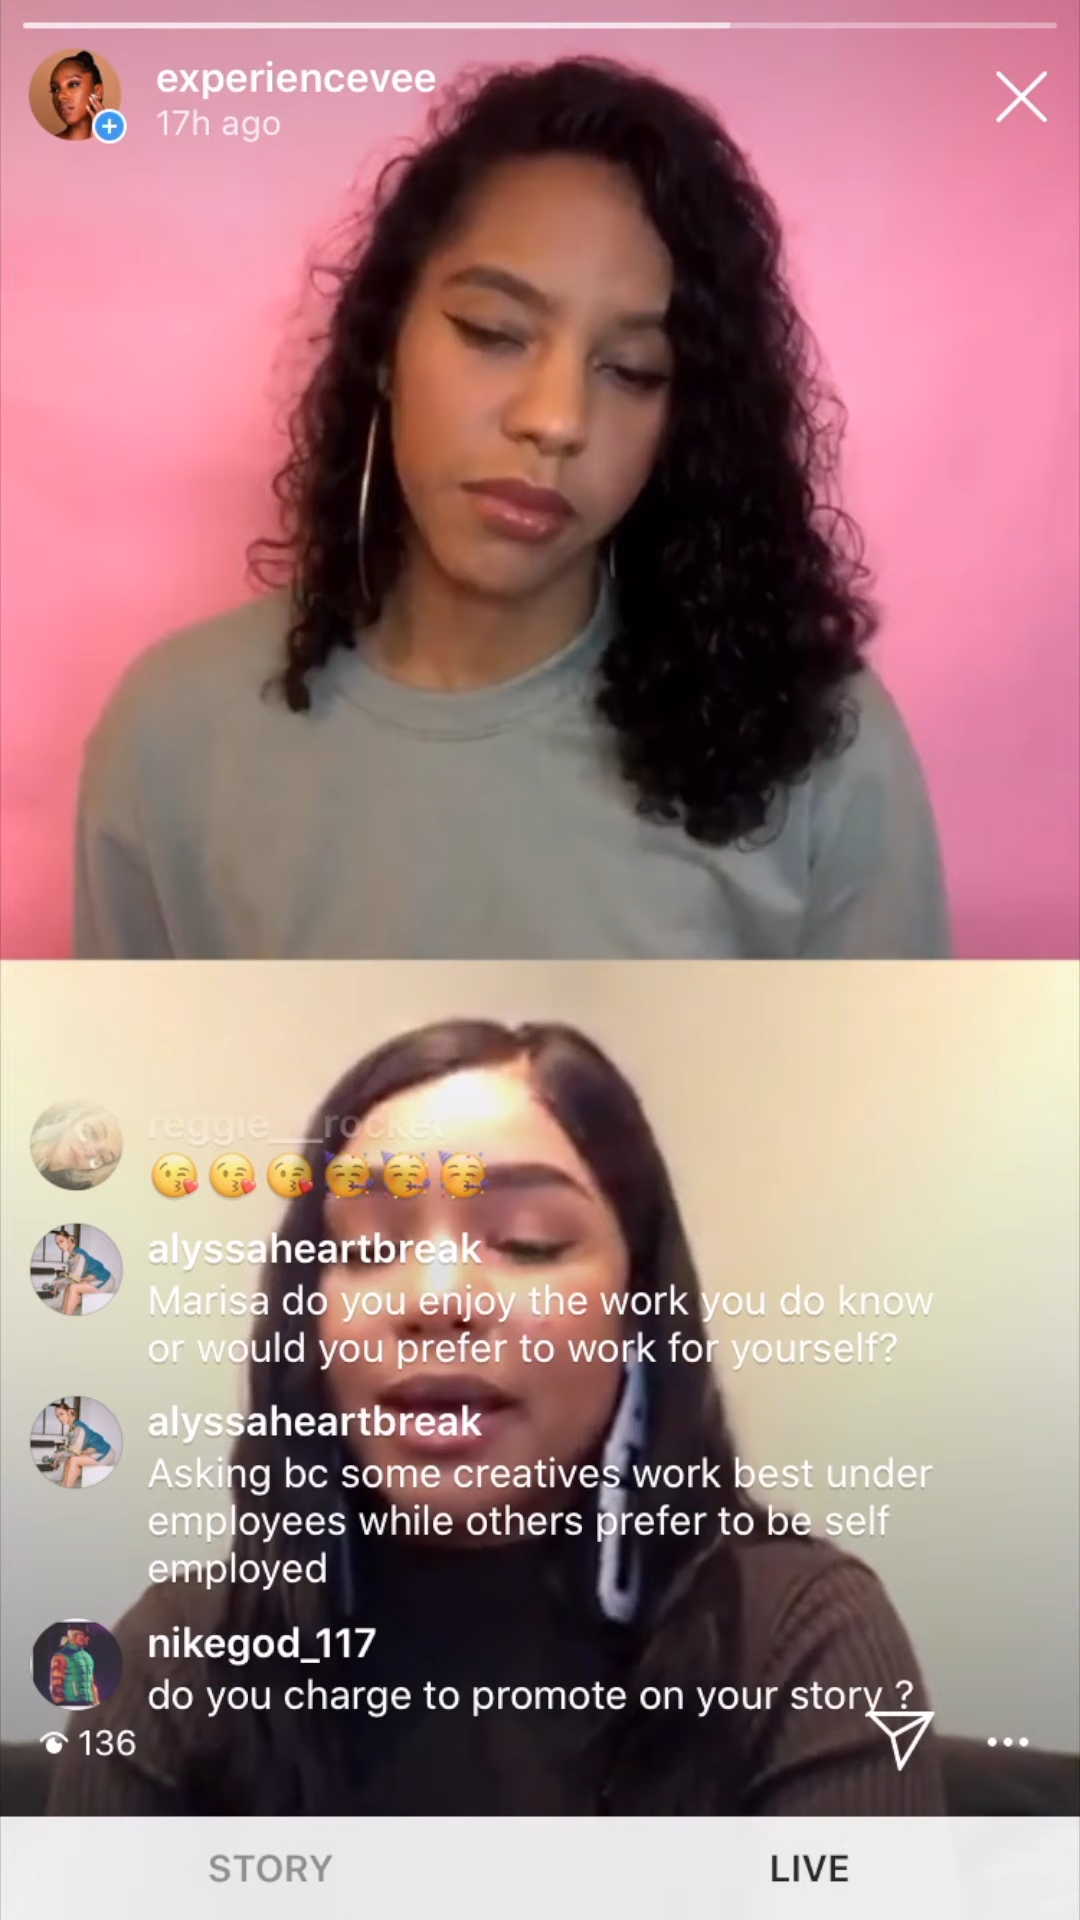 experiencevee
17h ago
reggie___rocket
😘😘😘🥳🥳🥳
alyssaheartbreak
Marisa do you enjoy the work you do know
or would you prefer to work for yourself?
alyssaheartbreak
Asking bc some creatives work best under
employees while others prefer to be self
employed
nikegod_117
do you charge to promote on your story ?
136
STORY
LIVE